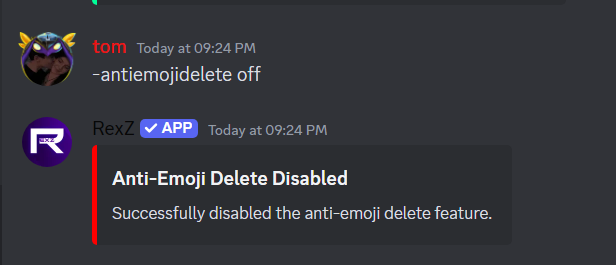 tom Today at 09:24 PM
-antiemojidelete off
RexZ ✓ APP Today at 09:24 PM
REXZ
Anti-Emoji Delete Disabled
Successfully disabled the anti-emoji delete feature.